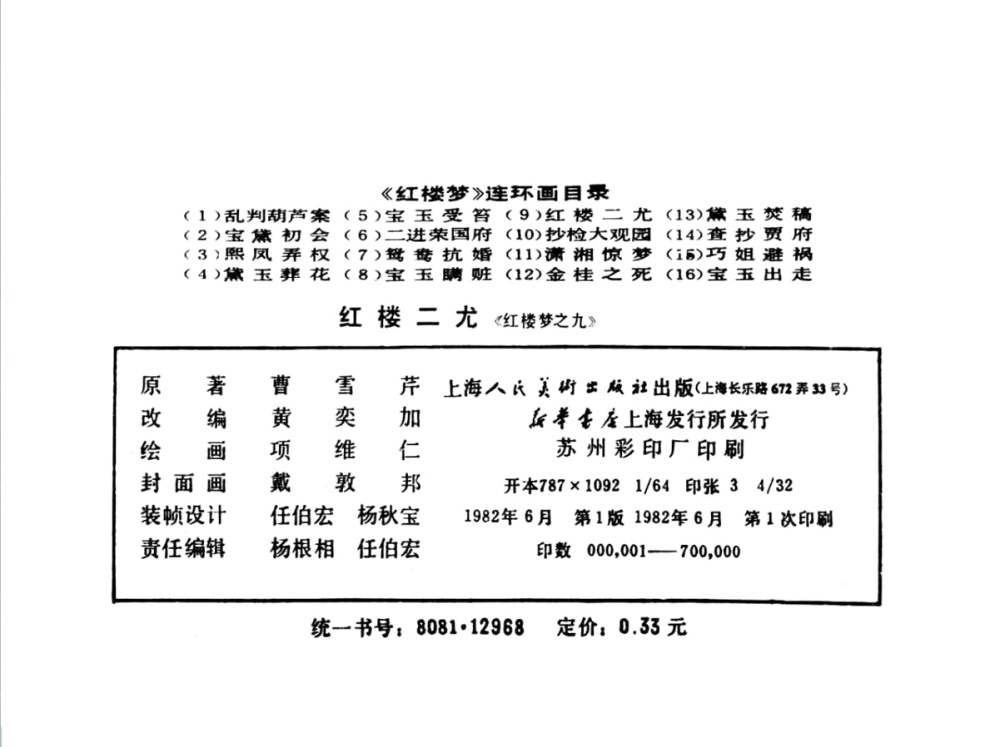 《红楼梦》连环画目录
(1)乱判葫芦案 (5)宝玉受笞 (9)红楼二尤 (13)黛玉焚稿
(2)宝黛初会 (6)二进荣国府 (10)抄检大观园 (14)查抄贾府
(3)熙凤弄权 (7)鸳鸯抗婚 (11)潇湘惊梦 (15)巧姐避祸
(4)黛玉葬花 (8)宝玉瞒赃 (12)金桂之死 (16)宝玉出走
红楼二尤 《红楼梦之九》
原著 曹雪芹
改编 黄奕加
绘画 项维仁
封面画 戴敦邦
装帧设计 任伯宏 杨秋宝
责任编辑 杨根相 任伯宏
上海人民美術出版社出版(上海长乐路672弄33号)
新华书店上海发行所发行
苏州彩印厂印刷
开本787×1092 1/64 印张 3 4/32
1982年6月 第1版 1982年6月 第1次印刷
印数 000,001—700,000
统一书号:8081·12968 定价:0.33元